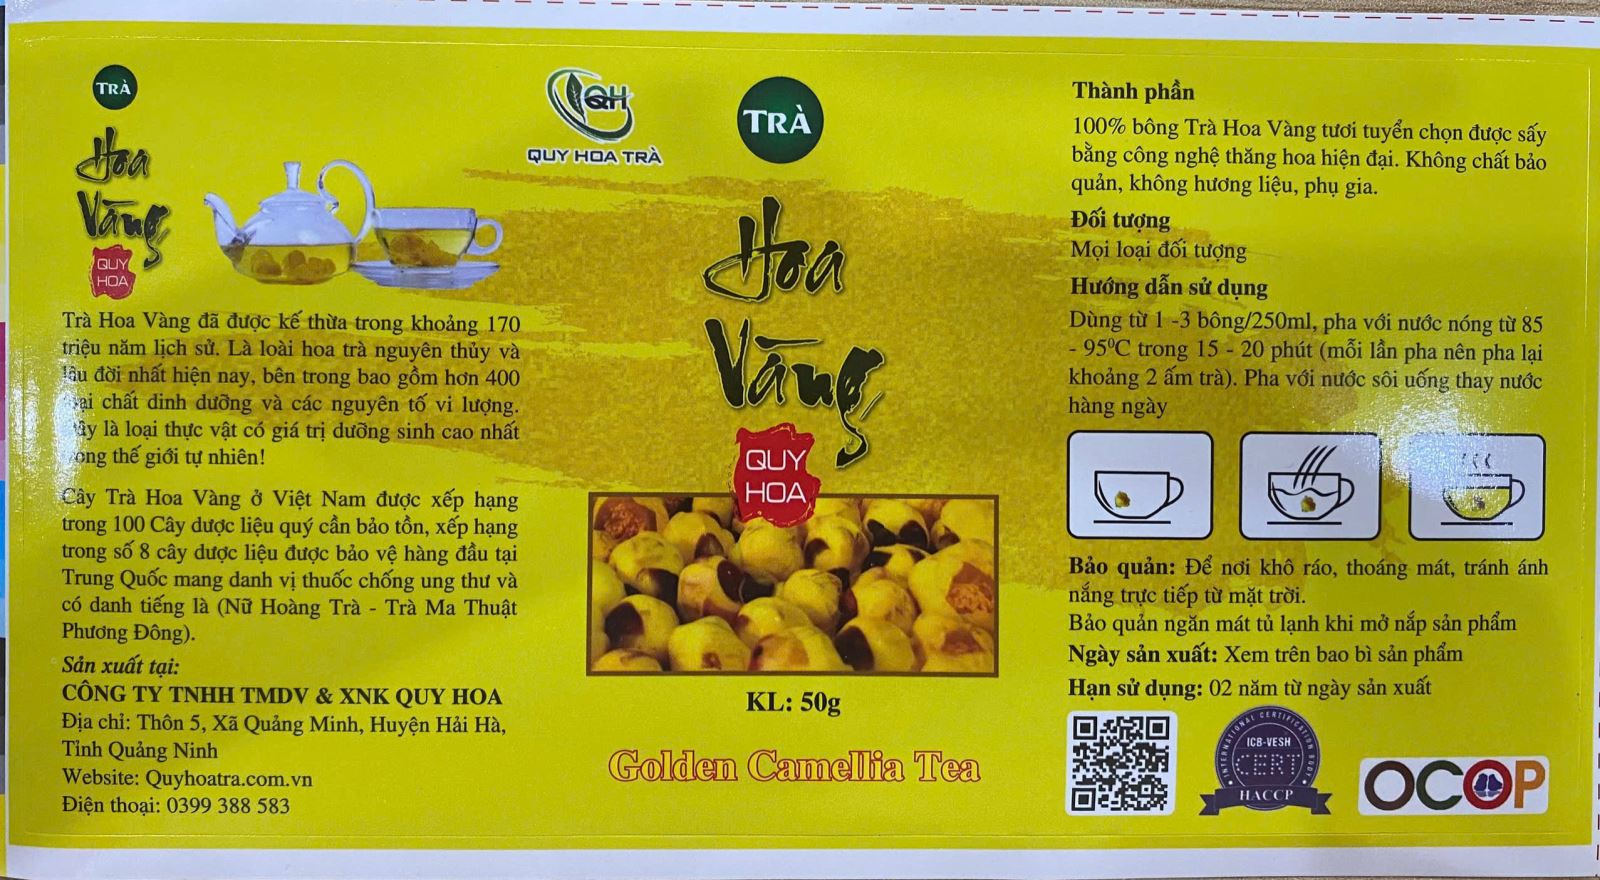 TRÀ
Hoa
Vàng
QUY
HOA
Trà Hoa Vàng đã được kế thừa trong khoảng 170
triệu năm lịch sử. Là loài hoa trà nguyên thủy và
lâu đời nhất hiện nay, bên trong bao gồm hơn 400
chất dinh dưỡng và các nguyên tố vi lượng.
là loại thực vật có giá trị dưỡng sinh cao nhất
thế giới tự nhiên!
Cây Trà Hoa Vàng ở Việt Nam được xếp hạng
trong 100 Cây dược liệu quý cần bảo tồn, xếp hạng
trong số 8 cây dược liệu được bảo vệ hàng đầu tại
Trung Quốc mang danh vị thuốc chống ung thư và
có danh tiếng là (Nữ Hoàng Trà - Trà Ma Thuật
Phương Đông).
Sản xuất tại:
CÔNG TY TNHH TMDV & XNK QUY HOA
Địa chỉ: Thôn 5, Xã Quảng Minh, Huyện Hải Hà,
Tỉnh Quảng Ninh
Website: Quyhoatra.com.vn
Điện thoại: 0399 388 583
QH
QUY HOA TRÀ
TRÀ
Hoa
Vàng
QUY
HOA
KL: 50g
Golden Camellia Tea
Thành phần
100% bông Trà Hoa Vàng tươi tuyển chọn được sấy
bằng công nghệ thăng hoa hiện đại. Không chất bảo
quản, không hương liệu, phụ gia.
Đối tượng
Mọi loại đối tượng
Hướng dẫn sử dụng
Dùng từ 1 -3 bông/250ml, pha với nước nóng từ 85
- 95⁰C trong 15 - 20 phút (mỗi lần pha nên pha lại
khoảng 2 ấm trà). Pha với nước sôi uống thay nước
hàng ngày
Bảo quản: Để nơi khô ráo, thoáng mát, tránh ánh
nắng trực tiếp từ mặt trời.
Bảo quản ngăn mát tủ lạnh khi mở nắp sản phẩm
Ngày sản xuất: Xem trên bao bì sản phẩm
Hạn sử dụng: 02 năm từ ngày sản xuất
INTERNATIONAL CERTIFICATION BODY
ICB-VESH
CERT
HACCP
OCOP